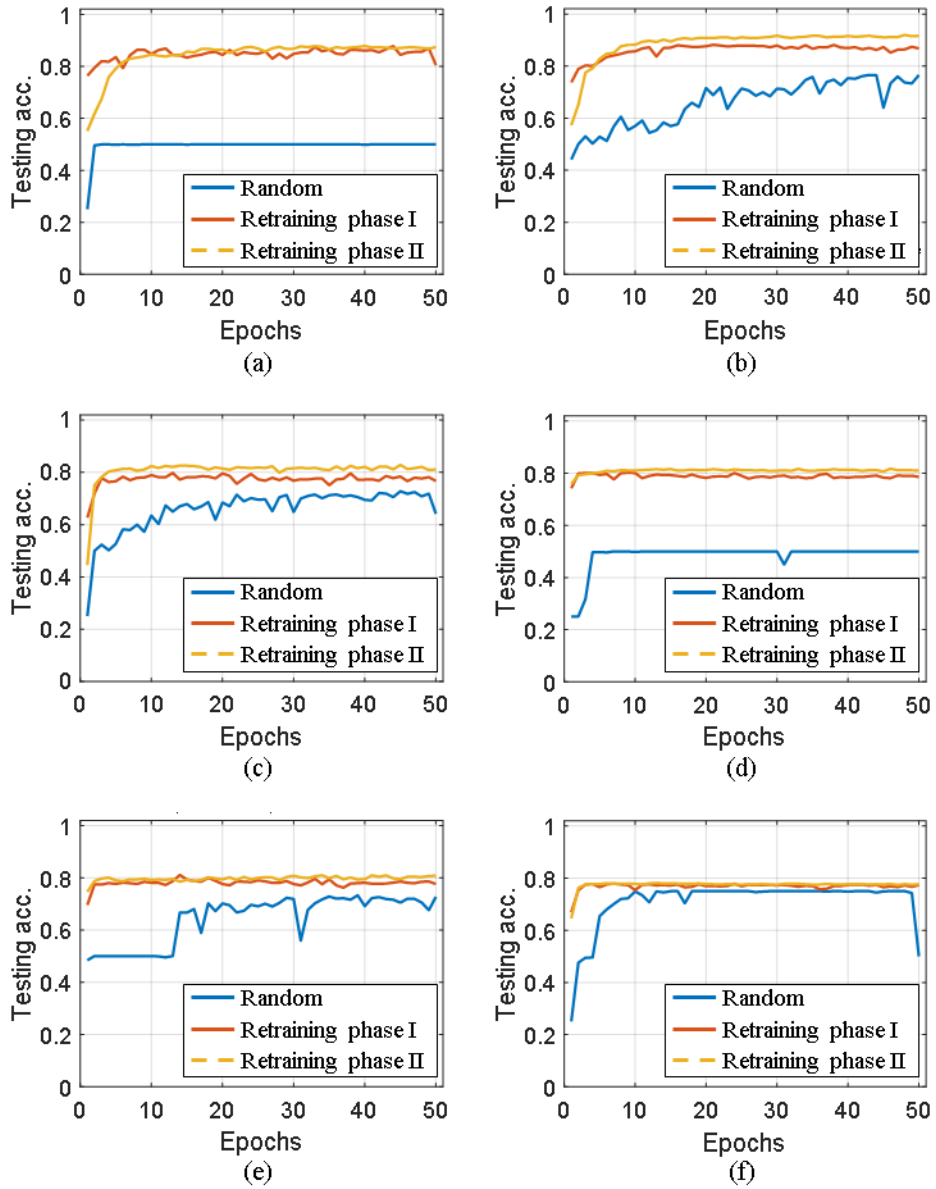 1
0.8
0.6
0.4
0.2
0
Testing acc.
Random
Retraining phase I
Retraining phase II
0 10 20 30 40 50
Epochs
(a)
1
0.8
0.6
0.4
0.2
0
Testing acc.
Random
Retraining phase I
Retraining phase II
0 10 20 30 40 50
Epochs
(b)
1
0.8
0.6
0.4
0.2
0
Testing acc.
Random
Retraining phase I
Retraining phase II
0 10 20 30 40 50
Epochs
(c)
1
0.8
0.6
0.4
0.2
0
Testing acc.
Random
Retraining phase I
Retraining phase II
0 10 20 30 40 50
Epochs
(d)
1
0.8
0.6
0.4
0.2
0
Testing acc.
Random
Retraining phase I
Retraining phase II
0 10 20 30 40 50
Epochs
(e)
1
0.8
0.6
0.4
0.2
0
Testing acc.
Random
Retraining phase I
Retraining phase II
0 10 20 30 40 50
Epochs
(f)